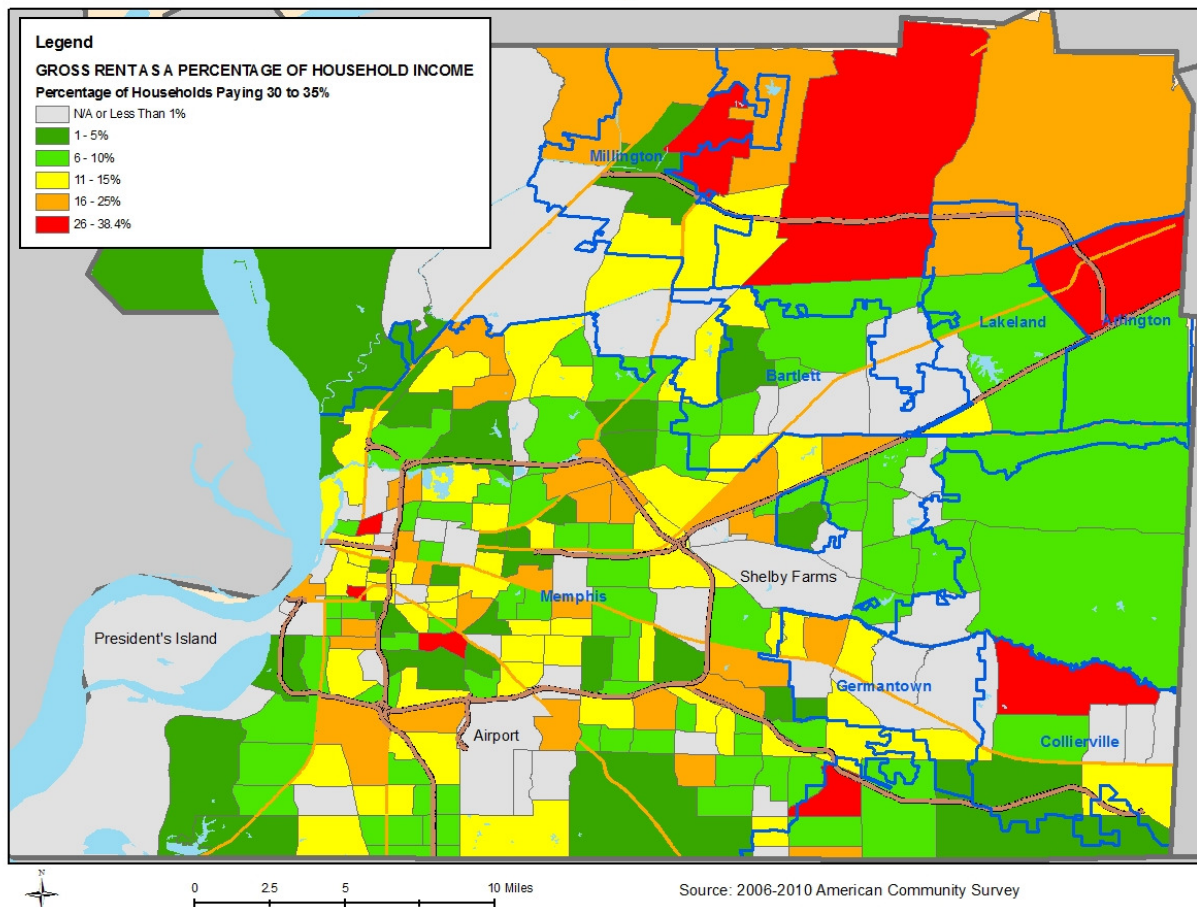 Legend
GROSS RENT AS A PERCENTAGE OF HOUSEHOLD INCOME
Percentage of Households Paying 30 to 35%
N/A or Less Than 1%
1 - 5%
6 - 10%
11 - 15%
16 - 25%
26 - 38.4%
Millington
Lakeland
Arlington
Bartlett
Shelby Farms
Memphis
President's Island
Germantown
Airport
Collierville
N
0 2.5 5 10 Miles
Source: 2006-2010 American Community Survey